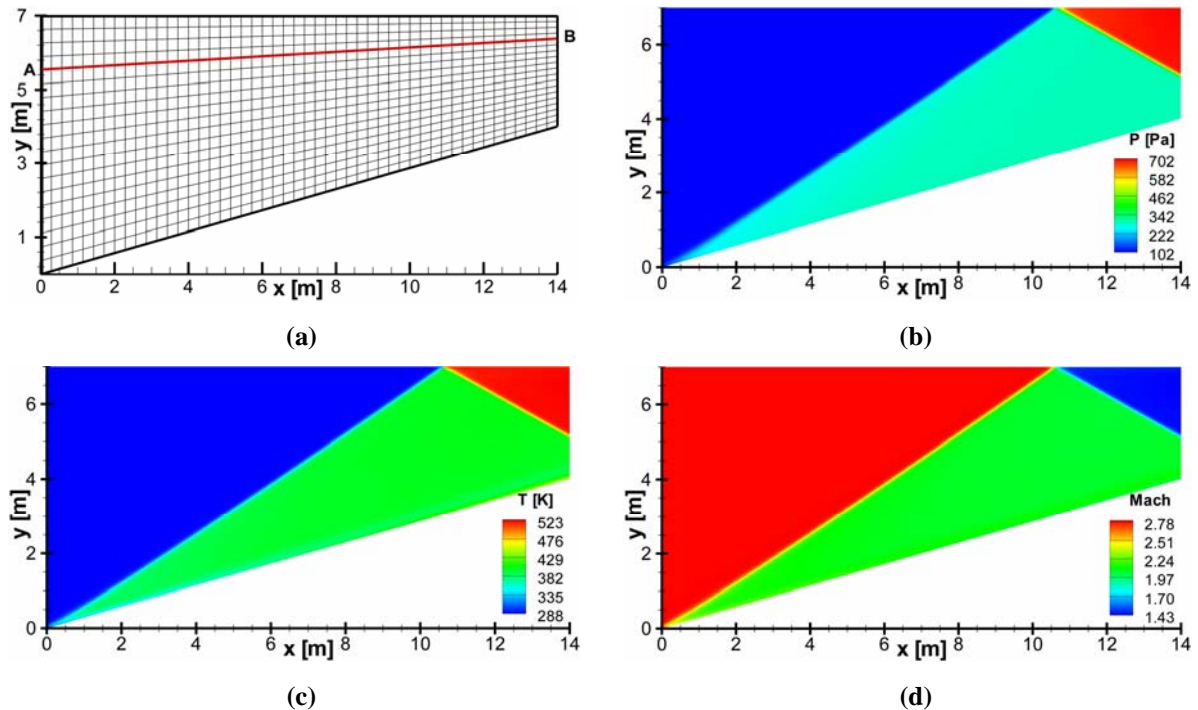 7
A
B
5
y [m]
3
1
0 2 4 6 8 10 12 14
x [m]
(a)
6
y [m]
4
2
0
P [Pa]
702
582
462
342
222
102
0 2 4 6 8 10 12 14
x [m]
(b)
6
y [m]
4
2
0
T [K]
523
476
429
382
335
288
0 2 4 6 8 10 12 14
x [m]
(c)
6
y [m]
4
2
0
Mach
2.78
2.51
2.24
1.97
1.70
1.43
0 2 4 6 8 10 12 14
x [m]
(d)